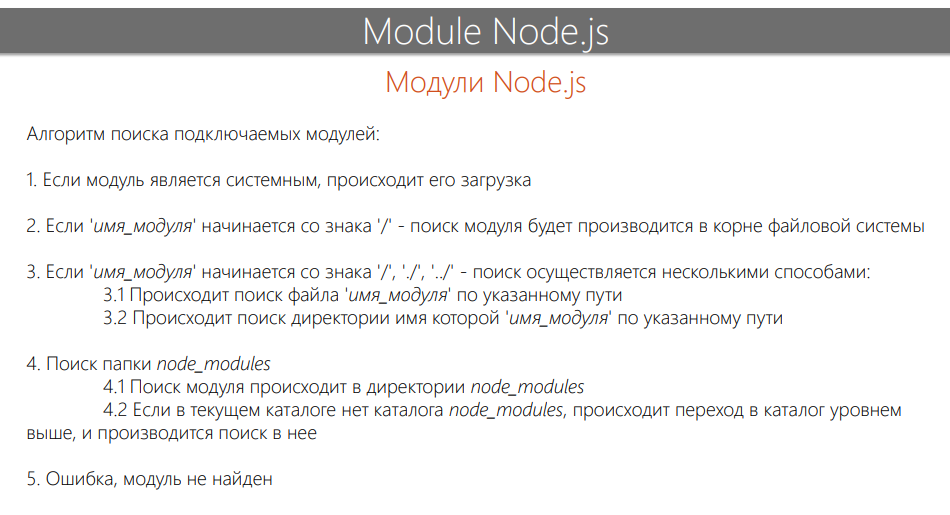 Module Node.js
Модули Node.js
Алгоритм поиска подключаемых модулей:
1. Если модуль является системным, происходит его загрузка
2. Если 'имя_модуля' начинается со знака '/' - поиск модуля будет производится в корне файловой системы
3. Если 'имя_модуля' начинается со знака '/', './', '../' - поиск осуществляется несколькими способами:
3.1 Происходит поиск файла 'имя_модуля' по указанному пути
3.2 Происходит поиск директории имя которой 'имя_модуля' по указанному пути
4. Поиск папки node_modules
4.1 Поиск модуля происходит в директории node_modules
4.2 Если в текущем каталоге нет каталога node_modules, происходит переход в каталог уровнем
выше, и производится поиск в нее
5. Ошибка, модуль не найден